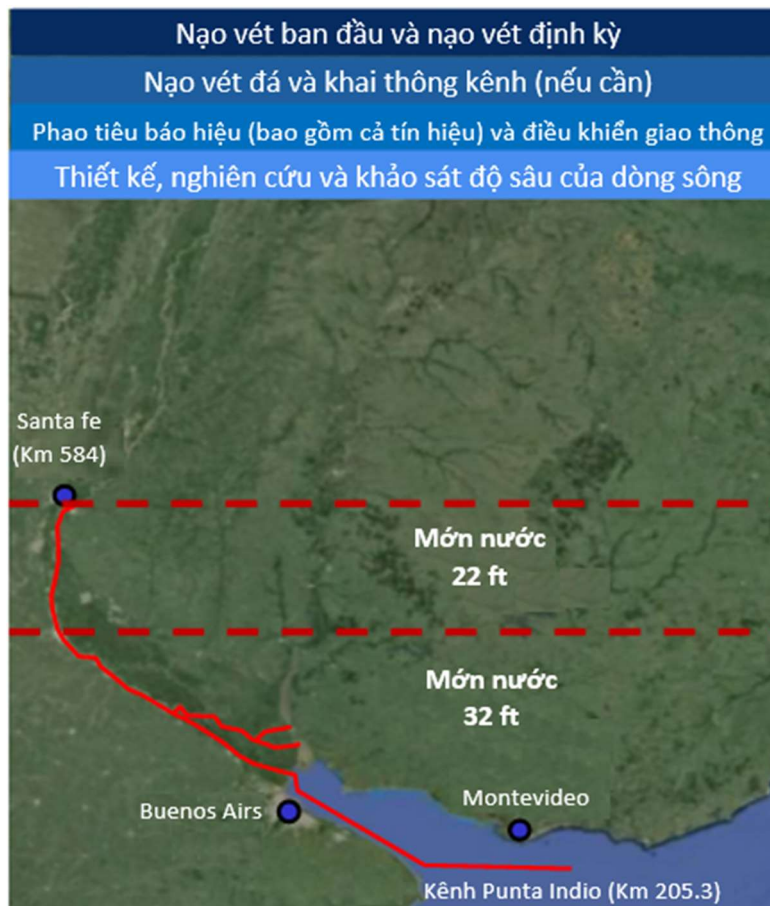 Nạo vét ban đầu và nạo vét định kỳ
Nạo vét đá và khai thông kênh (nếu cần)
Phao tiêu báo hiệu (bao gồm cả tín hiệu) và điều khiển giao thông
Thiết kế, nghiên cứu và khảo sát độ sâu của dòng sông
Santa fe
(Km 584)
Mớn nước
22 ft
Mớn nước
32 ft
Buenos Airs
Montevideo
Kênh Punta Indio (Km 205.3)